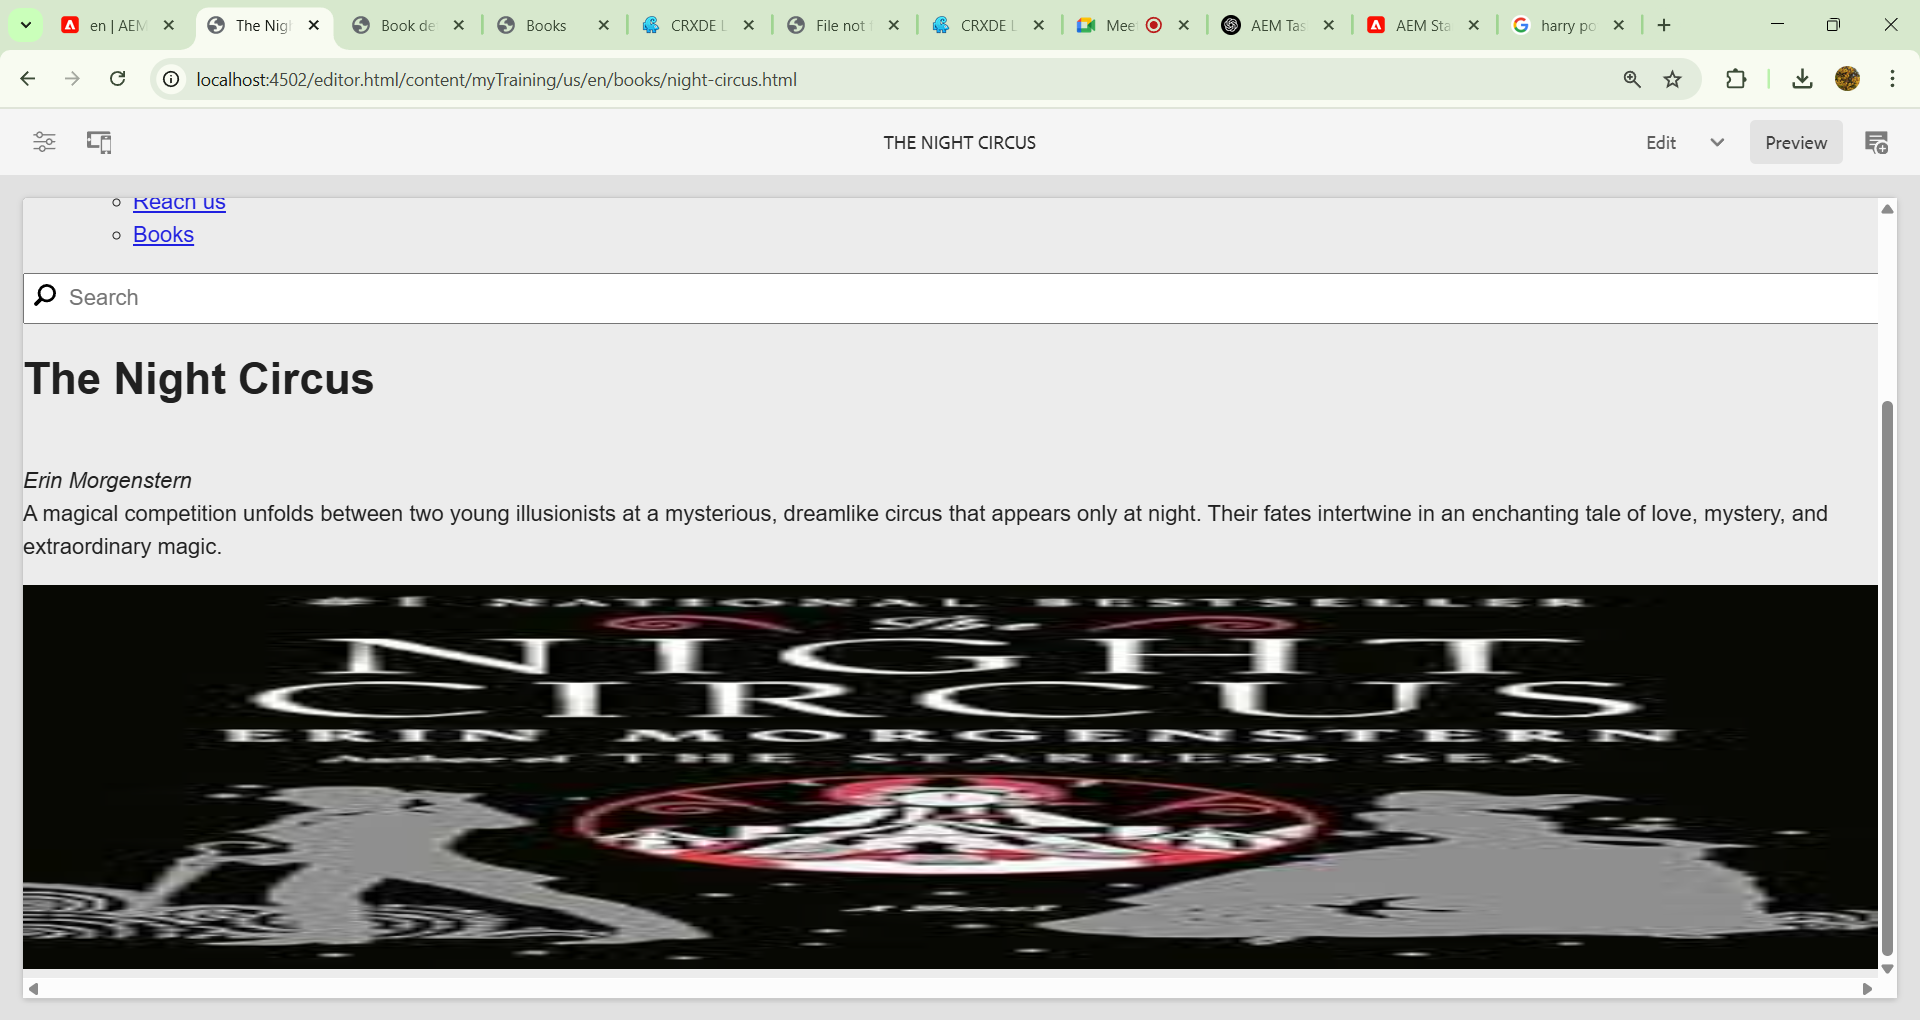 en | AEM
The Nigh
Book de
Books
CRXDE L
File not f
CRXDE L
Mee
AEM Tas
AEM Sta
harry po
localhost:4502/editor.html/content/myTraining/us/en/books/night-circus.html
THE NIGHT CIRCUS
Edit
Preview
Reach us
Books
Search
The Night Circus
Erin Morgenstern
A magical competition unfolds between two young illusionists at a mysterious, dreamlike circus that appears only at night. Their fates intertwine in an enchanting tale of love, mystery, and
extraordinary magic.
#1 NATIONAL BESTSELLER
The
NIGHT
CIRCUS
ERIN MORGENSTERN
Author of THE STARLESS SEA
A Novel